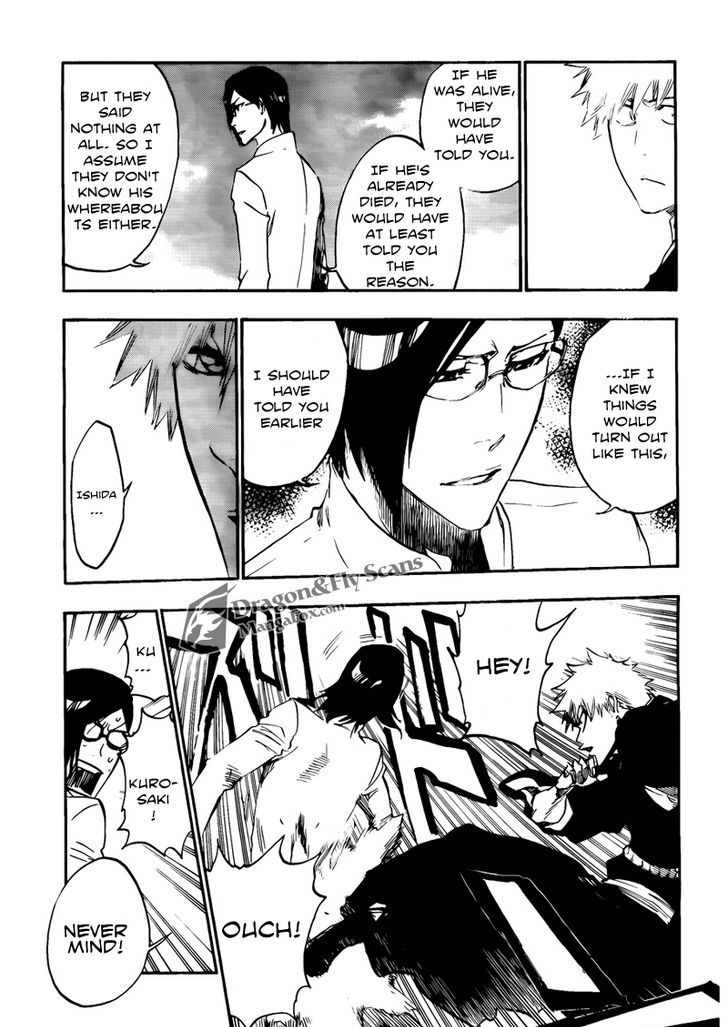 IF HE
WAS ALIVE,
THEY
WOULD
HAVE
TOLD YOU.
IF HE'S
ALREADY
DIED, THEY
WOULD HAVE
AT LEAST
TOLD YOU
THE
REASON.
BUT THEY
SAID
NOTHING AT
ALL. SO I
ASSUME
THEY DON'T
KNOW HIS
WHEREABOU
TS EITHER.
...IF I
KNEW
THINGS
WOULD
TURN OUT
LIKE THIS,
I SHOULD
HAVE
TOLD YOU
EARLIER
ISHIDA
...
Dragon&Fly Scans
MangaFox.com
HEY!
OUCH!
KU
...
KURO-
SAKI
!
NEVER
MIND!